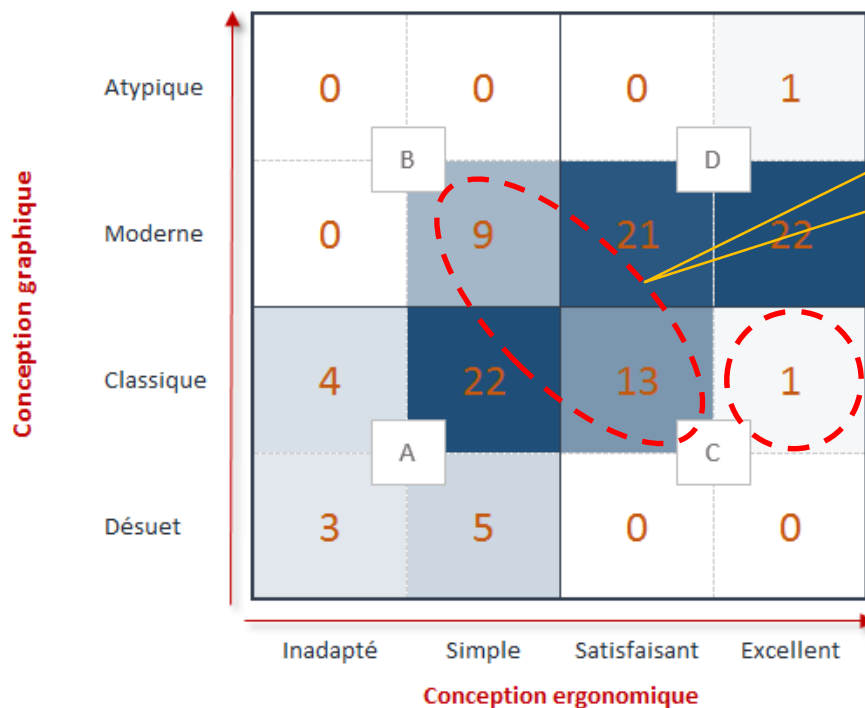 Conception graphique
Atypique
0 0 0 1
B D
Moderne
0 9 21 22
Classique
4 22 13 1
A C
Désuet
3 5 0 0
Inadapté Simple Satisfaisant Excellent
Conception ergonomique